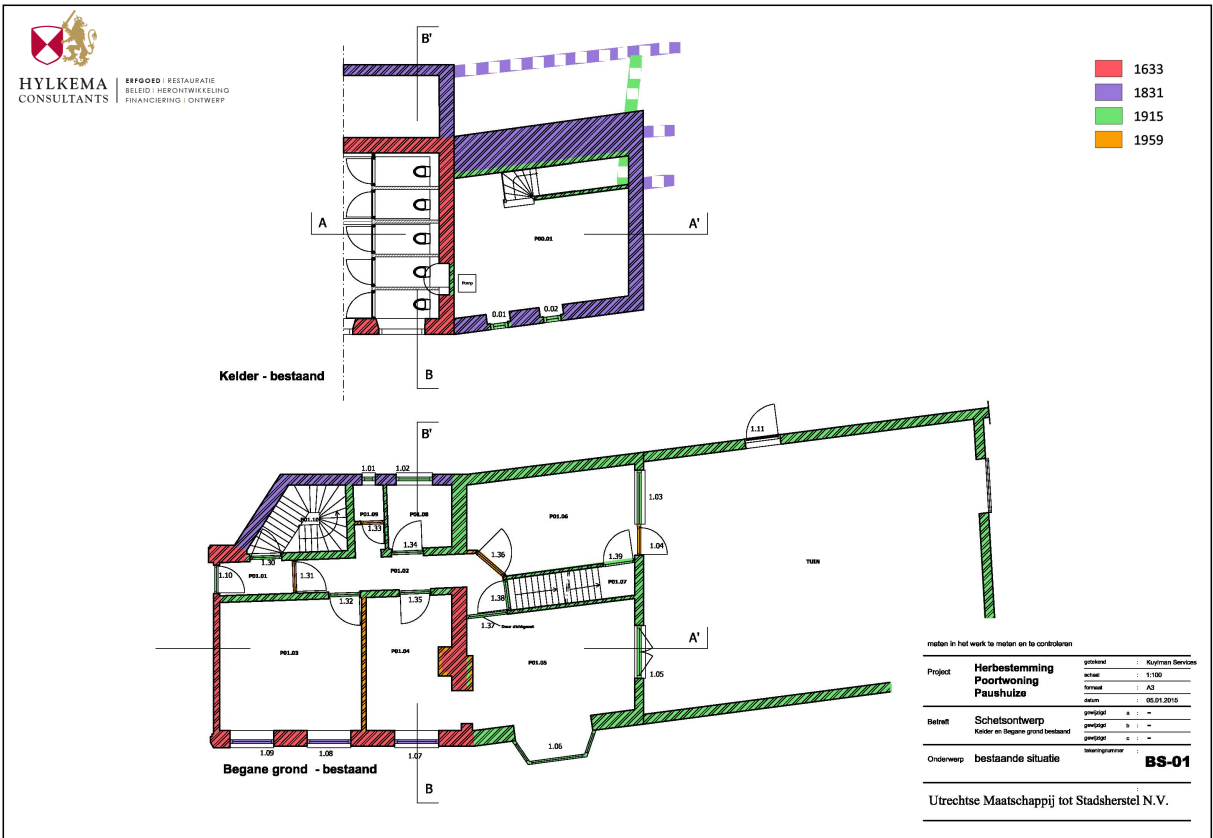 HYLKEMA
CONSULTANTS
ERFGOED | RESTAURATIE
BELEID | HERONTWIKKELING
FINANCIERING | ONTWERP
1633
1831
1915
1959
B'
A
A'
P00.01
Pomp
0.01
0.02
B
Kelder - bestaand
B'
1.11
1.01
1.02
1.03
P01.10
P01.09
P01.08
P01.06
1.33
1.34
1.36
1.39
1.04
1.30
1.10
P01.01
1.31
P01.02
P01.07
TUIN
1.32
1.35
1.38
1.37
Deur dichtgezet
P01.03
P01.04
P01.05
A'
1.05
1.09
1.08
1.07
1.06
Begane grond - bestaand
B
maten in het werk te meten en te controleren
Project
Herbestemming
Poortwoning
Paushuize
getekend : Kuyiman Services
schaal : 1:100
formaat : A3
datum : 05.01.2015
Betreft
Schetsontwerp
Kelder en Begane grond bestaand
gewijzigd a : -
gewijzigd b : -
gewijzigd c : -
Onderwerp bestaande situatie
tekeningnummer :
BS-01
Utrechtse Maatschappij tot Stadsherstel N.V.